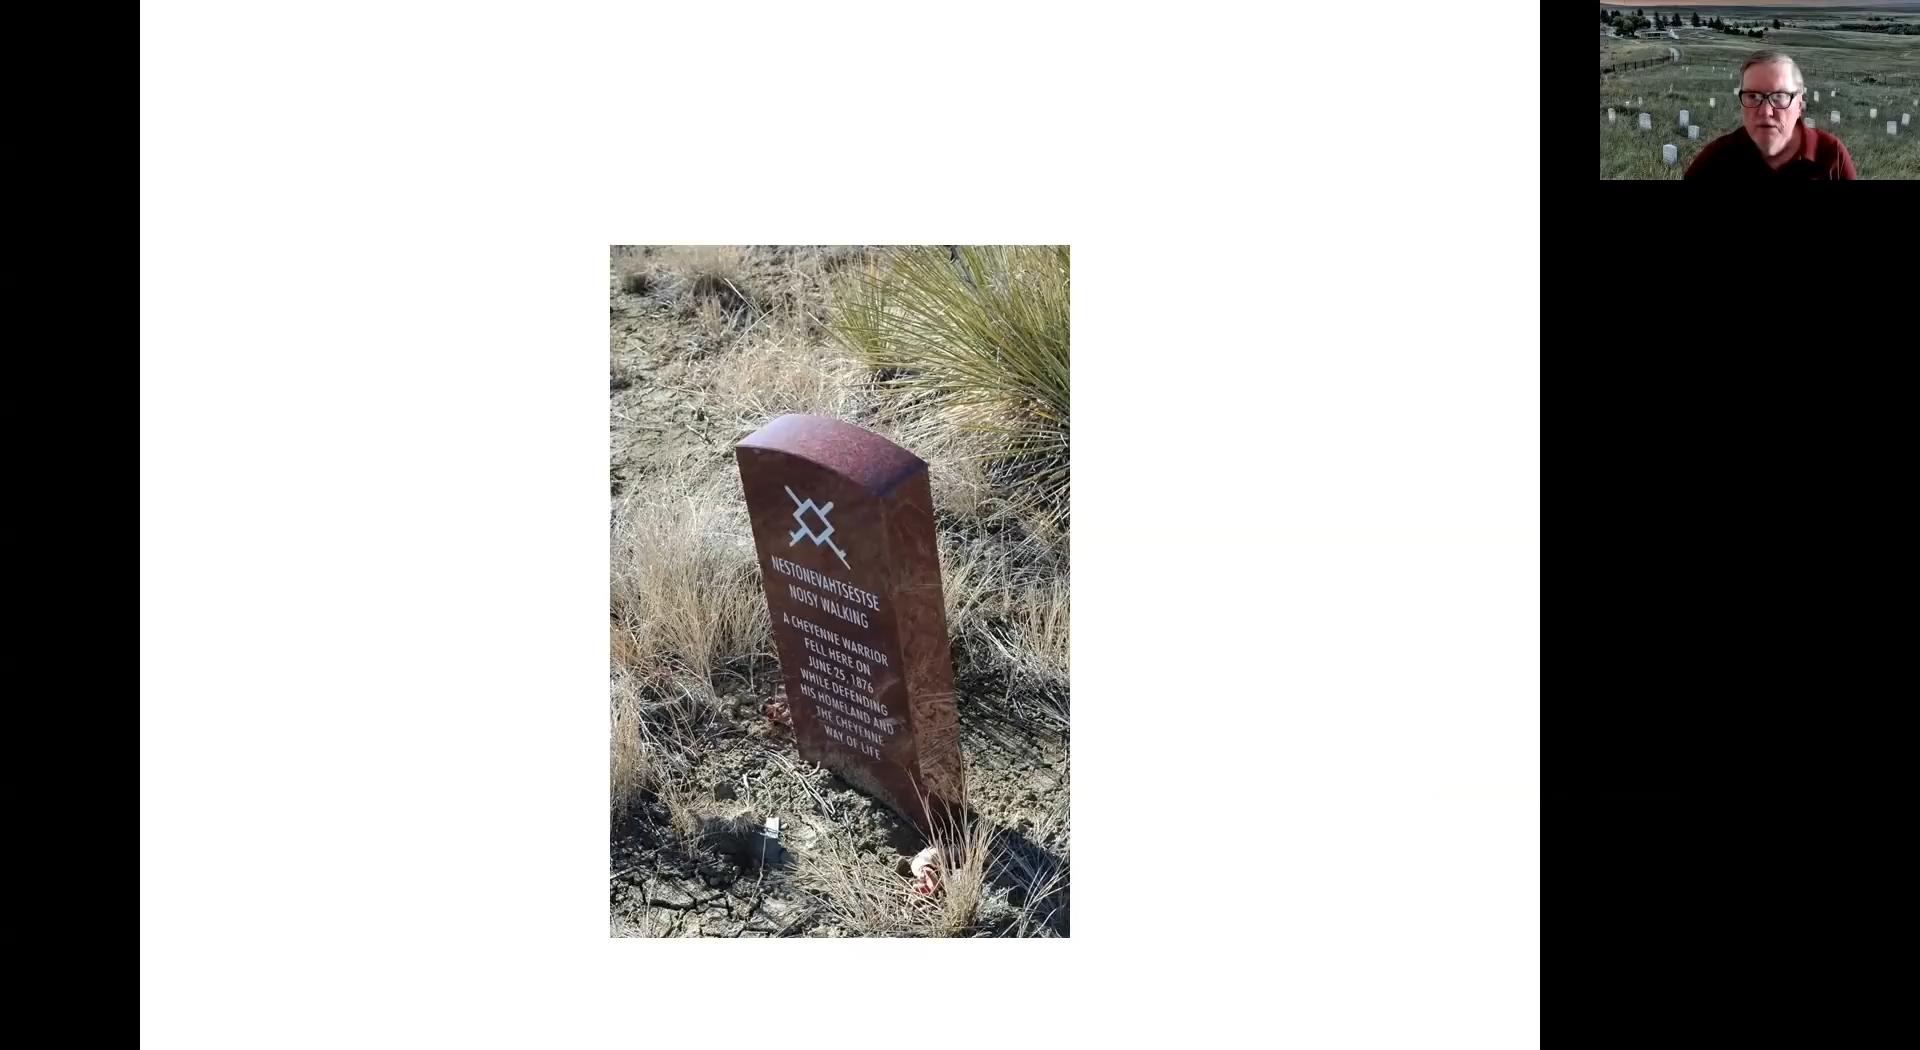 NESTONEVAHTSĖSTSE
NOISY WALKING
A CHEYENNE WARRIOR
FELL HERE ON
JUNE 25, 1876
WHILE DEFENDING
HIS HOMELAND AND
THE CHEYENNE
WAY OF LIFE